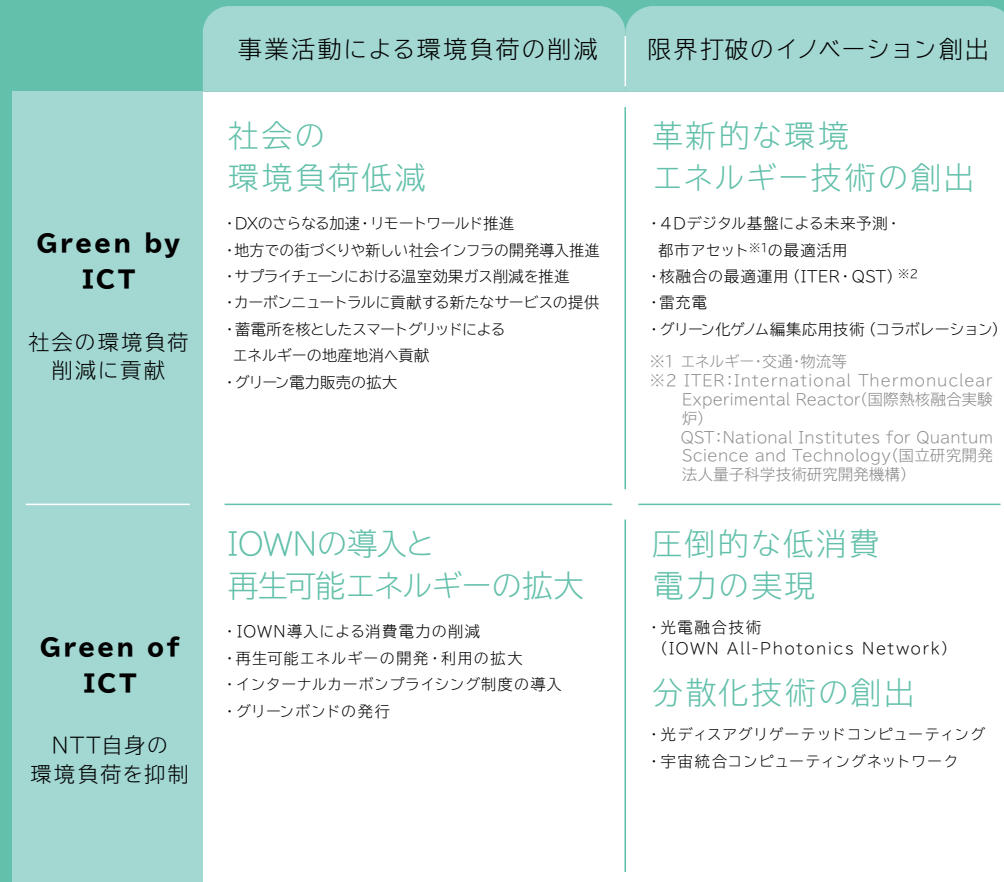 事業活動による環境負荷の削減
限界打破のイノベーション創出
Green by
ICT
社会の環境負荷
削減に貢献
社会の
環境負荷低減
・DXのさらなる加速・リモートワールド推進
・地方での街づくりや新しい社会インフラの開発導入推進
・サプライチェーンにおける温室効果ガス削減を推進
・カーボンニュートラルに貢献する新たなサービスの提供
・蓄電所を核としたスマートグリッドによる
エネルギーの地産地消へ貢献
・グリーン電力販売の拡大
革新的な環境
エネルギー技術の創出
・4Dデジタル基盤による未来予測・
都市アセット※1の最適活用
・核融合の最適運用（ITER・QST）※2
・雷充電
・グリーン化ゲノム編集応用技術（コラボレーション）
※1 エネルギー・交通・物流等
※2 ITER：International Thermonuclear
Experimental Reactor(国際熱核融合実験
炉)
QST：National Institutes for Quantum
Science and Technology(国立研究開発
法人量子科学技術研究開発機構)
Green of
ICT
NTT自身の
環境負荷を抑制
IOWNの導入と
再生可能エネルギーの拡大
・IOWN導入による消費電力の削減
・再生可能エネルギーの開発・利用の拡大
・インターナルカーボンプライシング制度の導入
・グリーンボンドの発行
圧倒的な低消費
電力の実現
・光電融合技術
（IOWN All-Photonics Network）
分散化技術の創出
・光ディスアグリゲーテッドコンピューティング
・宇宙統合コンピューティングネットワーク